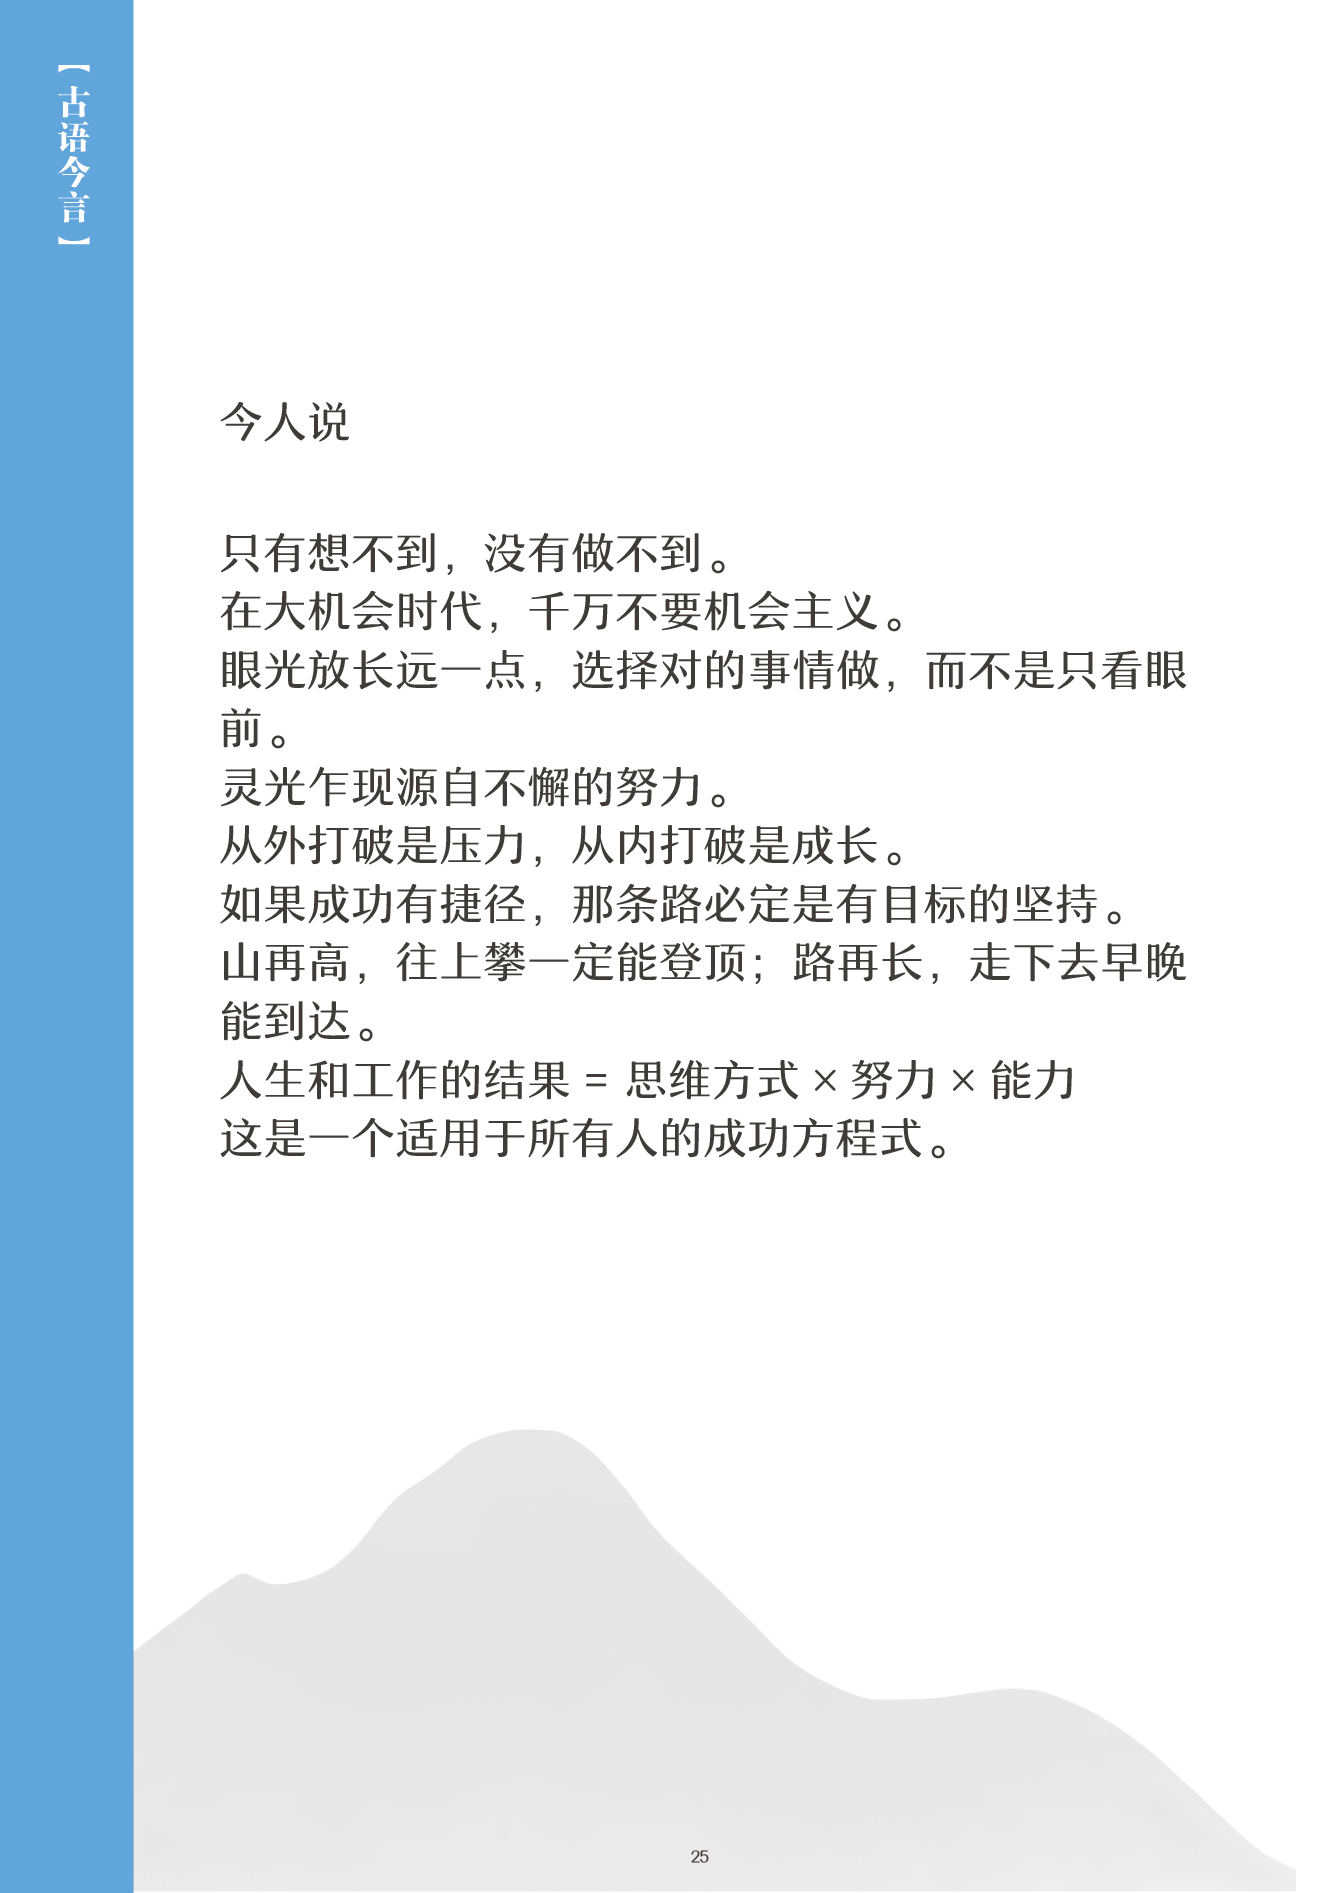 【古语今言】
今人说
只有想不到，没有做不到。
在大机会时代，千万不要机会主义。
眼光放长远一点，选择对的事情做，而不是只看眼
前。
灵光乍现源自不懈的努力。
从外打破是压力，从内打破是成长。
如果成功有捷径，那条路必定是有目标的坚持。
山再高，往上攀一定能登顶；路再长，走下去早晚
能到达。
人生和工作的结果 = 思维方式 × 努力 × 能力
这是一个适用于所有人的成功方程式。
25